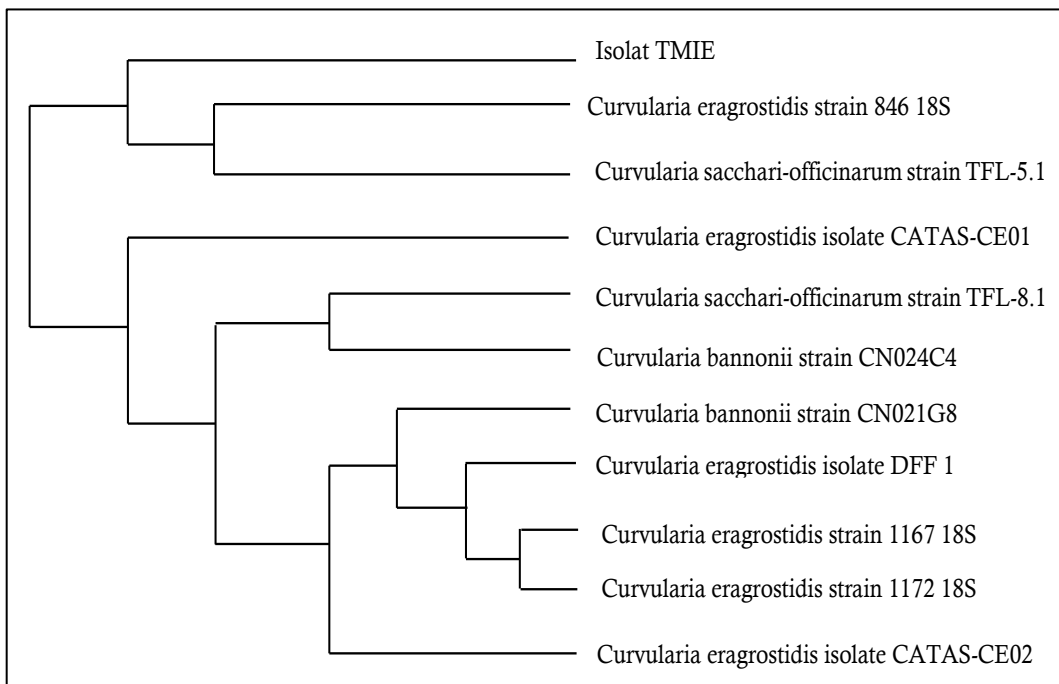 Isolat TMIE
Curvularia eragrostidis strain 846 18S
Curvularia sacchari-officinarum strain TFL-5.1
Curvularia eragrostidis isolate CATAS-CE01
Curvularia sacchari-officinarum strain TFL-8.1
Curvularia bannonii strain CN024C4
Curvularia bannonii strain CN021G8
Curvularia eragrostidis isolate DFF 1
Curvularia eragrostidis strain 1167 18S
Curvularia eragrostidis strain 1172 18S
Curvularia eragrostidis isolate CATAS-CE02